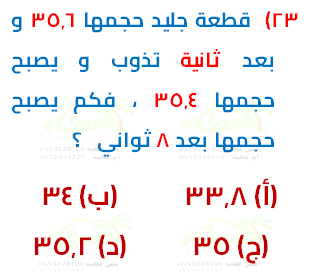 ٢٣) قطعة جليد حجمها ٣٥,٦ و
بعد ثانية تذوب و يصبح
حجمها ٣٥,٤ ، فكم يصبح
حجمها بعد ٨ ثواني ؟
(أ) ٣٣,٨ (ب) ٣٤
(ج) ٣٥ (د) ٣٥,٢